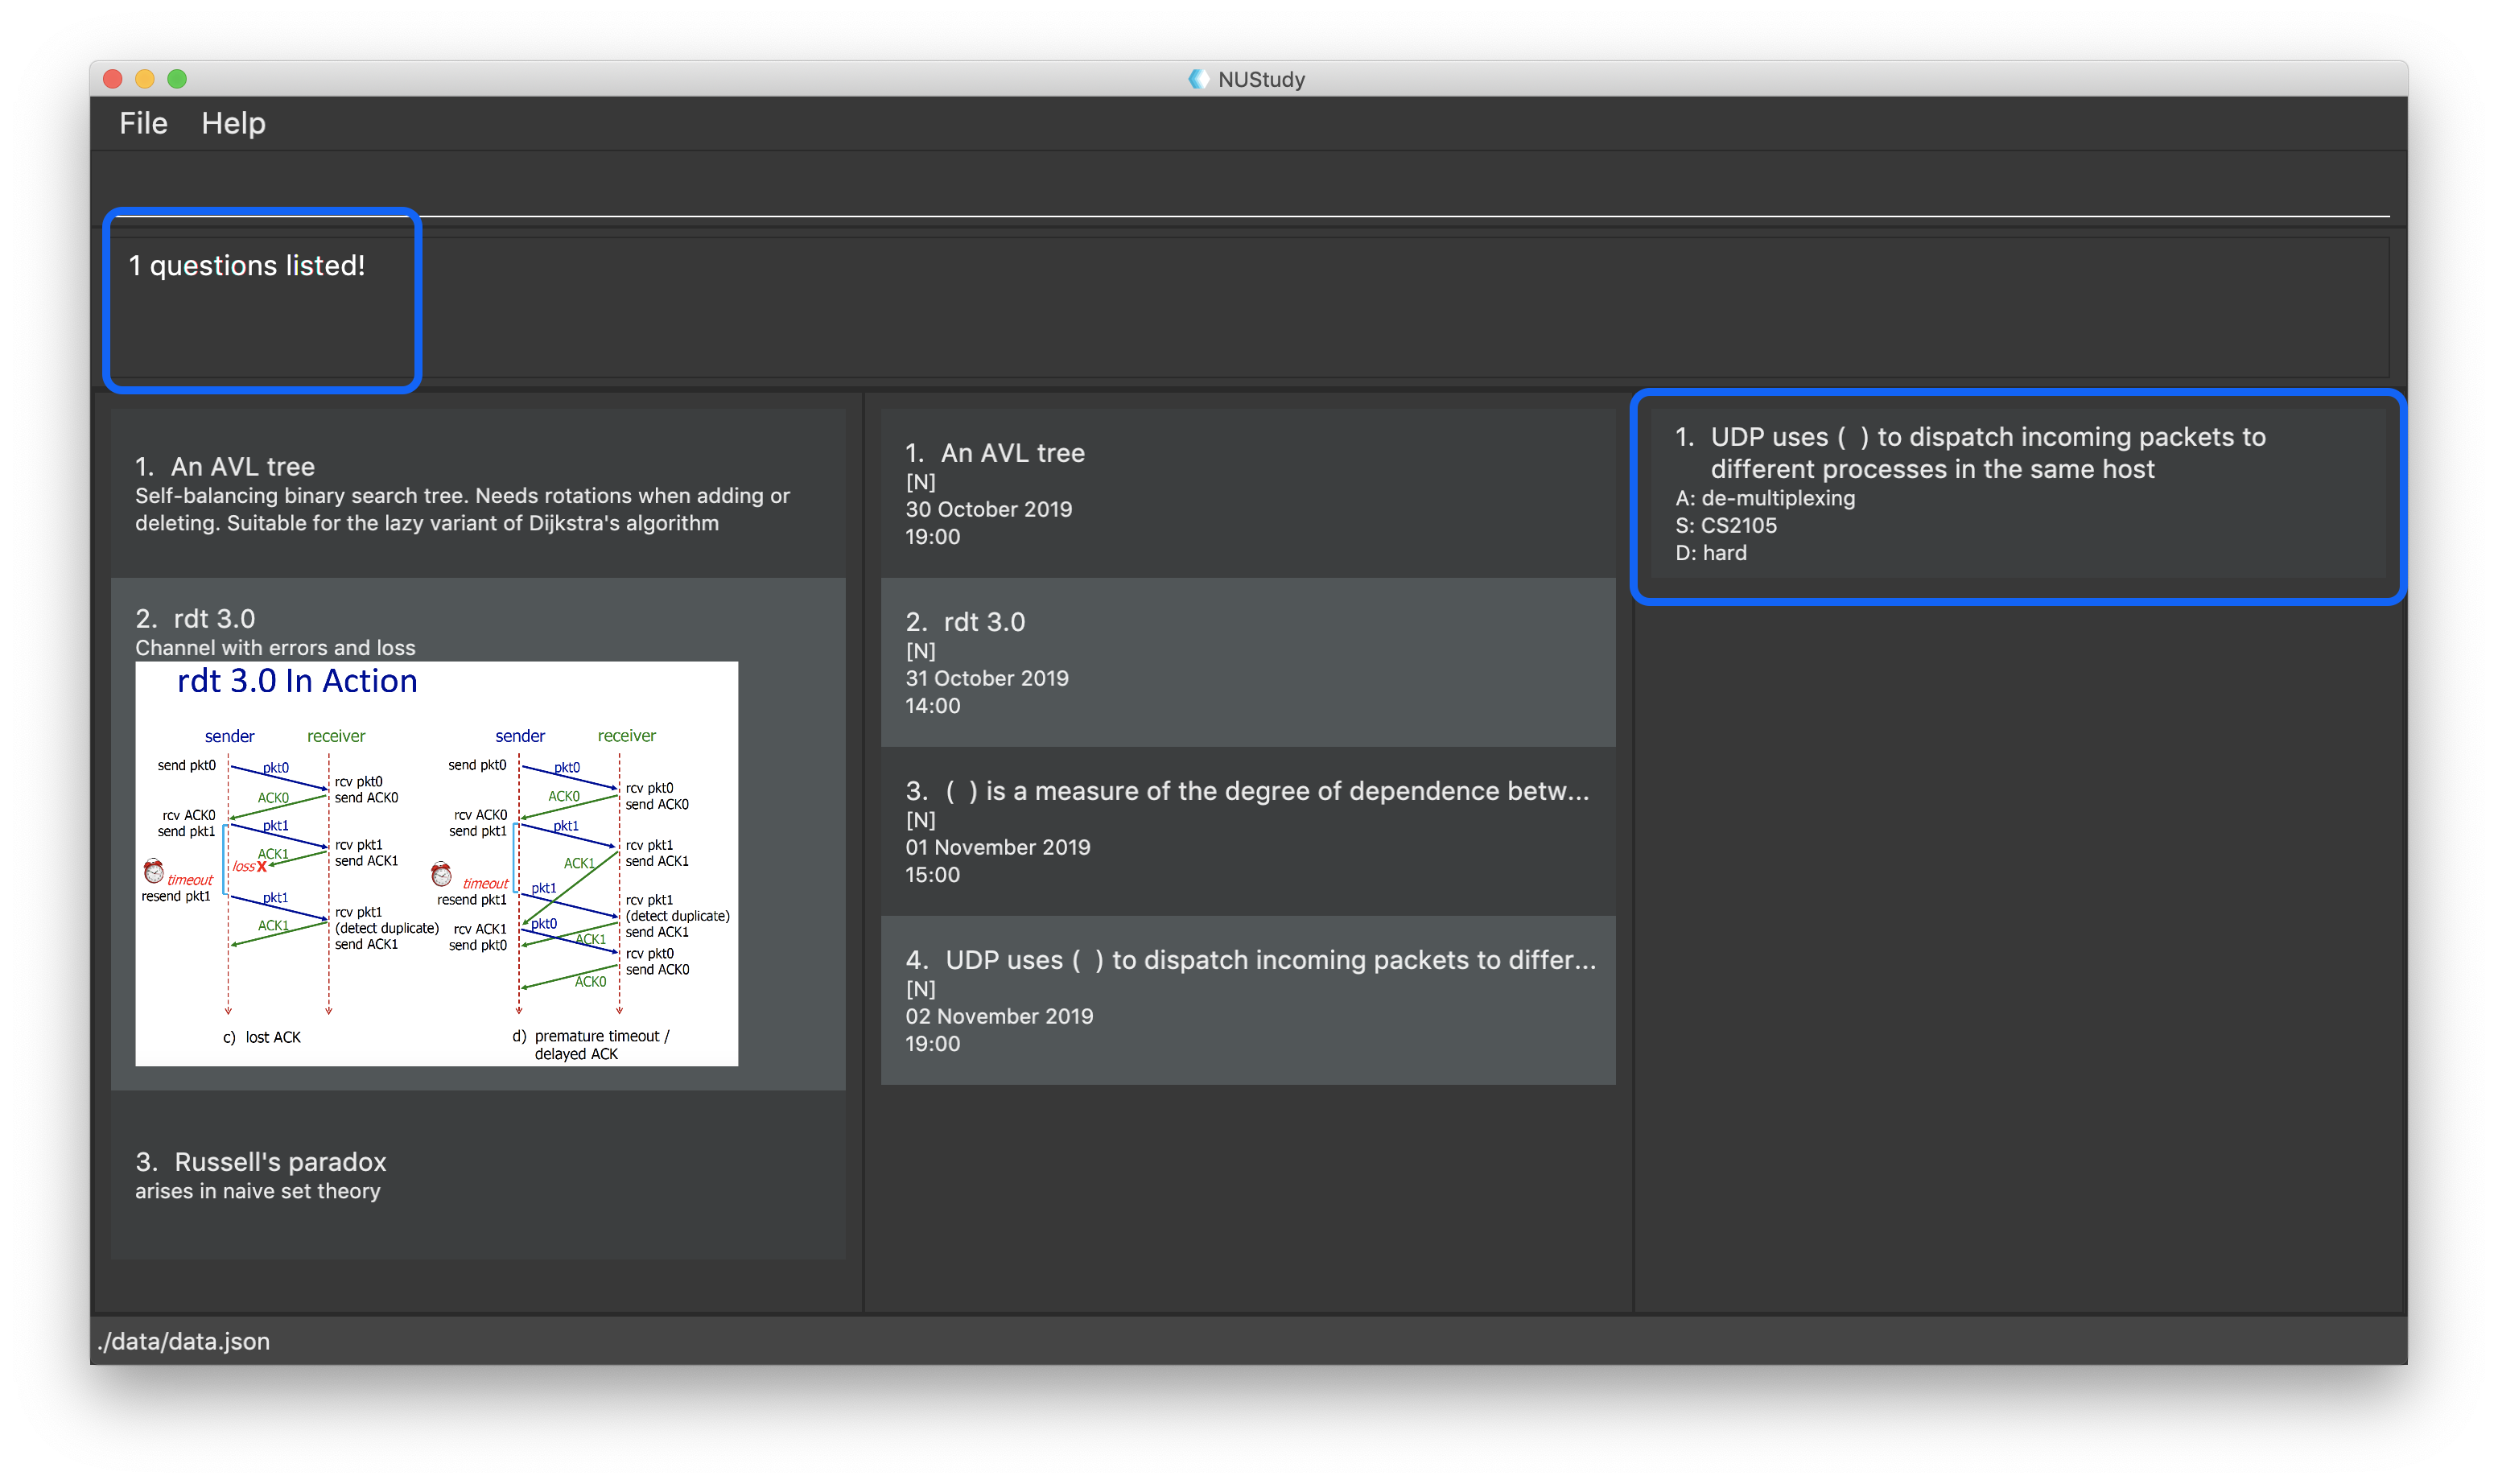 NUStudy
File Help
1 questions listed!
1. An AVL tree
Self-balancing binary search tree. Needs rotations when adding or
deleting. Suitable for the lazy variant of Dijkstra's algorithm
2. rdt 3.0
Channel with errors and loss
rdt 3.0 In Action
sender receiver
send pkt0
pkt0
rcv pkt0
send ACK0
ACK0
rcv ACK0
send pkt1
pkt1
rcv pkt1
send ACK1
ACK1
loss X
timeout
resend pkt1
pkt1
rcv pkt1
(detect duplicate)
send ACK1
ACK1
c) lost ACK
sender receiver
send pkt0
pkt0
rcv pkt0
send ACK0
ACK0
rcv ACK0
send pkt1
pkt1
rcv pkt1
send ACK1
ACK1
timeout
resend pkt1
pkt1
rcv pkt1
(detect duplicate)
send ACK1
rcv ACK1
send pkt0
pkt0
ACK1
rcv pkt0
send ACK0
ACK0
d) premature timeout /
delayed ACK
3. Russell's paradox
arises in naive set theory
1. An AVL tree
[N]
30 October 2019
19:00
2. rdt 3.0
[N]
31 October 2019
14:00
3. ( ) is a measure of the degree of dependence betw...
[N]
01 November 2019
15:00
4. UDP uses ( ) to dispatch incoming packets to differ...
[N]
02 November 2019
19:00
1. UDP uses ( ) to dispatch incoming packets to
different processes in the same host
A: de-multiplexing
S: CS2105
D: hard
./data/data.json